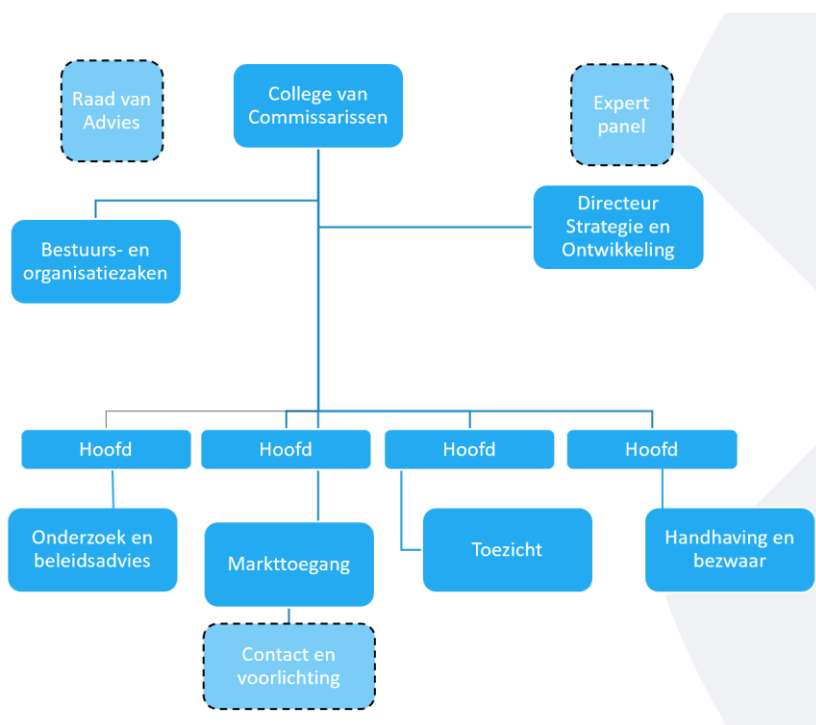 Raad van
Advies
College van
Commissarissen
Expert
panel
Bestuurs- en
organisatiezaken
Directeur
Strategie en
Ontwikkeling
Hoofd
Hoofd
Hoofd
Hoofd
Onderzoek en
beleidsadvies
Markttoegang
Toezicht
Handhaving en
bezwaar
Contact en
voorlichting